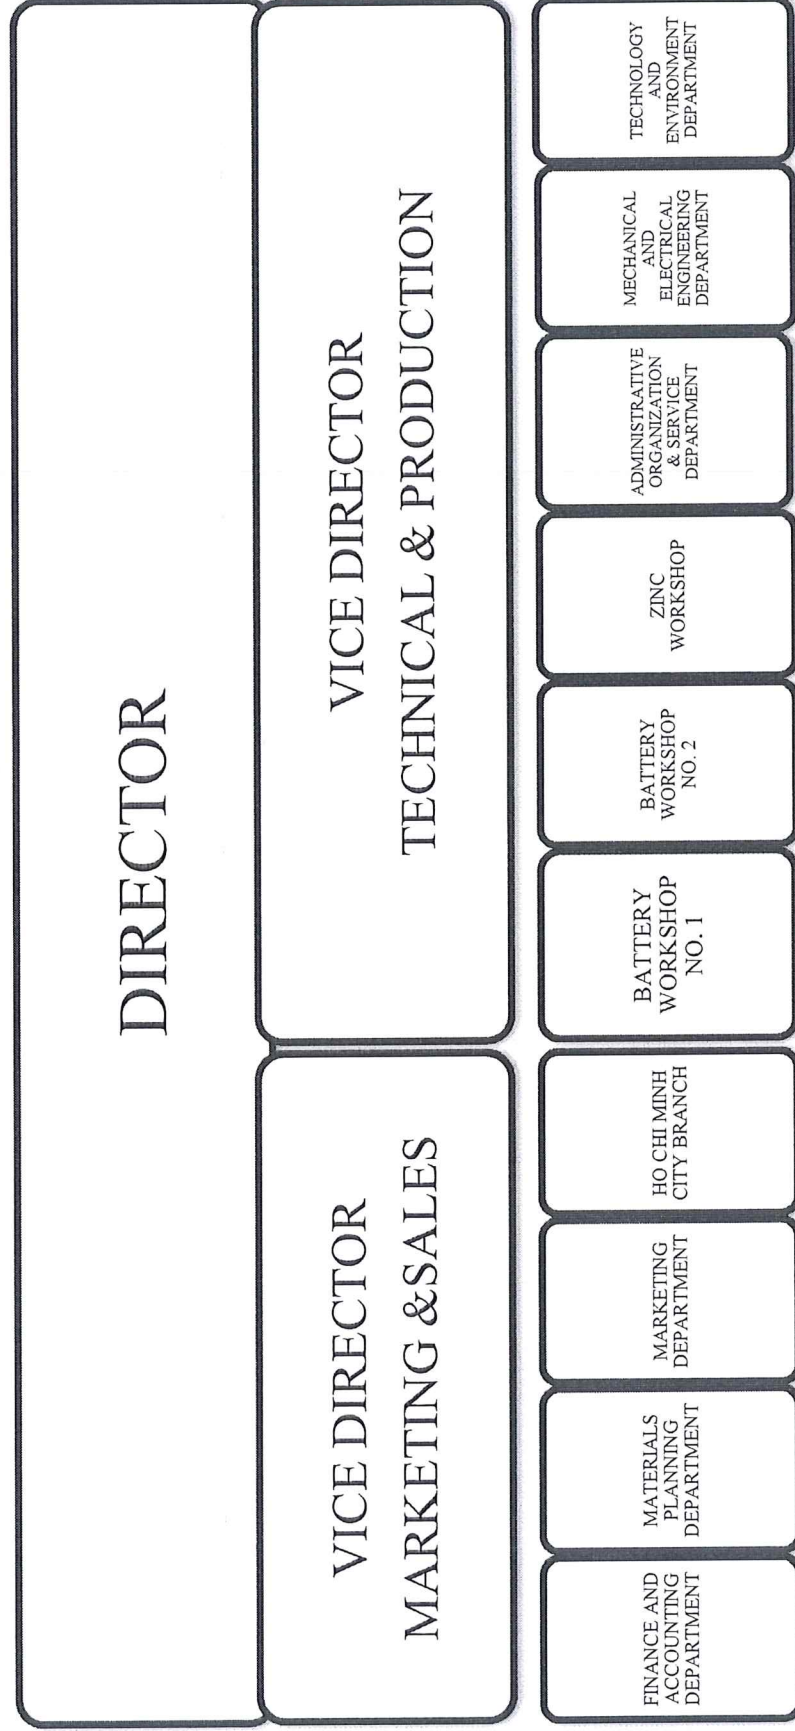 DIRECTOR
VICE DIRECTOR
MARKETING &SALES
VICE DIRECTOR
TECHNICAL & PRODUCTION
FINANCE AND
ACCOUNTING
DEPARTMENT
MATERIALS
PLANNING
DEPARTMENT
MARKETING
DEPARTMENT
HO CHI MINH
CITY BRANCH
BATTERY
WORKSHOP
NO. 1
BATTERY
WORKSHOP
NO. 2
ZINC
WORKSHOP
ADMINISTRATIVE
ORGANIZATION
& SERVICE
DEPARTMENT
MECHANICAL
AND
ELECTRICAL
ENGINEERING
DEPARTMENT
TECHNOLOGY
AND
ENVIRONMENT
DEPARTMENT